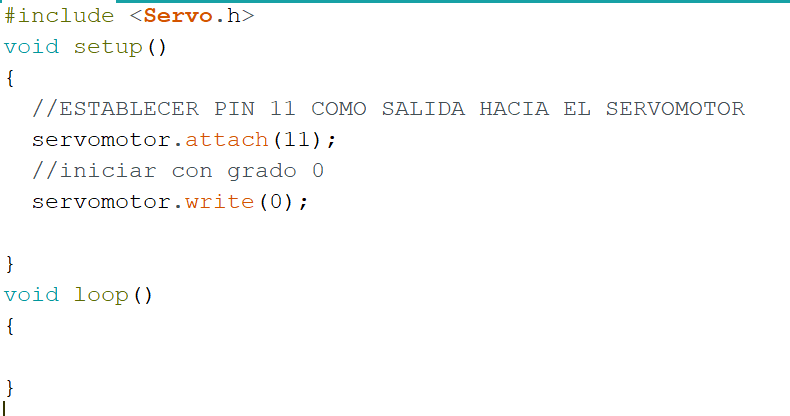 #include <Servo.h>
void setup()
{
  //ESTABLECER PIN 11 COMO SALIDA HACIA EL SERVOMOTOR
  servomotor.attach(11);
  //iniciar con grado 0
  servomotor.write(0);

}
void loop()
{

}